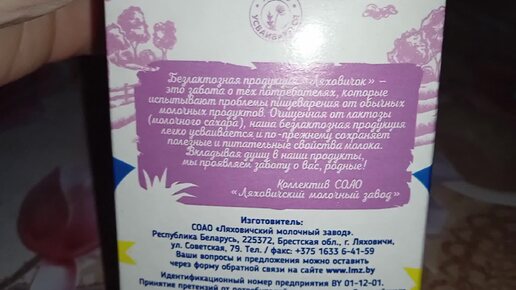 УСВАИВАЕТСЯ
Безлактозная продукция «Ляховичок» –
это забота о тех потребителях, которые
испытывают проблемы пищеварения от обычных
молочных продуктов. Очищенная от лактозы
(молочного сахара), наша безлактозная продукция
легко усваивается и по-прежнему сохраняет
полезные и питательные свойства молока.
Вкладывая душу в наши продукты,
мы проявляем заботу о вас, родные!
Коллектив СОАО
«Ляховичский молочный завод»
Изготовитель:
СОАО «Ляховичский молочный завод».
Республика Беларусь, 225372, Брестская обл., г. Ляховичи,
ул. Советская, 79. Тел./факс: +375 1633 6-41-59
Ваши вопросы и предложения можно оставить
через форму обратной связи на сайте www.lmz.by
Идентификационный номер предприятия BY 01-12-01.
Принятие претензий от